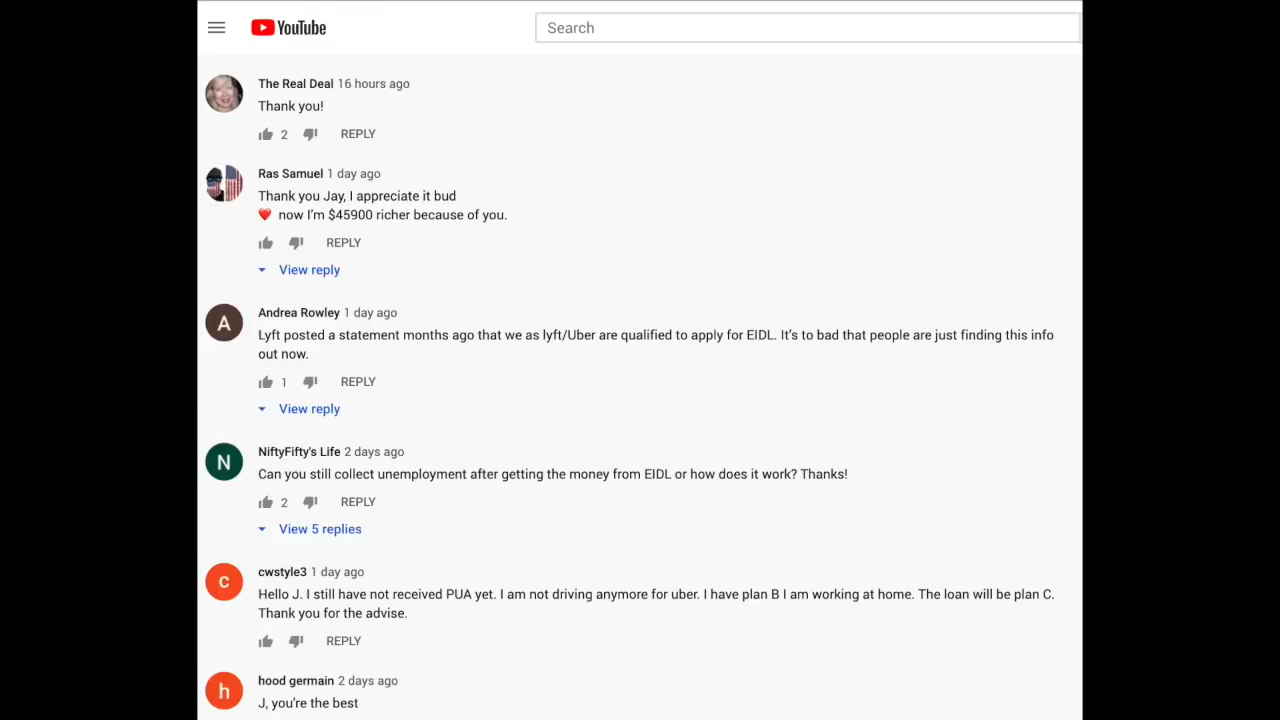 YouTube
Search
The Real Deal 16 hours ago
Thank you!
2 REPLY
Ras Samuel 1 day ago
Thank you Jay, I appreciate it bud
❤️ now I'm $45900 richer because of you.
REPLY
View reply
A
Andrea Rowley 1 day ago
Lyft posted a statement months ago that we as lyft/Uber are qualified to apply for EIDL. It's to bad that people are just finding this info
out now.
1 REPLY
View reply
N
NiftyFifty's Life 2 days ago
Can you still collect unemployment after getting the money from EIDL or how does it work? Thanks!
2 REPLY
View 5 replies
c
cwstyle3 1 day ago
Hello J. I still have not received PUA yet. I am not driving anymore for uber. I have plan B I am working at home. The loan will be plan C.
Thank you for the advise.
REPLY
h
hood germain 2 days ago
J, you're the best